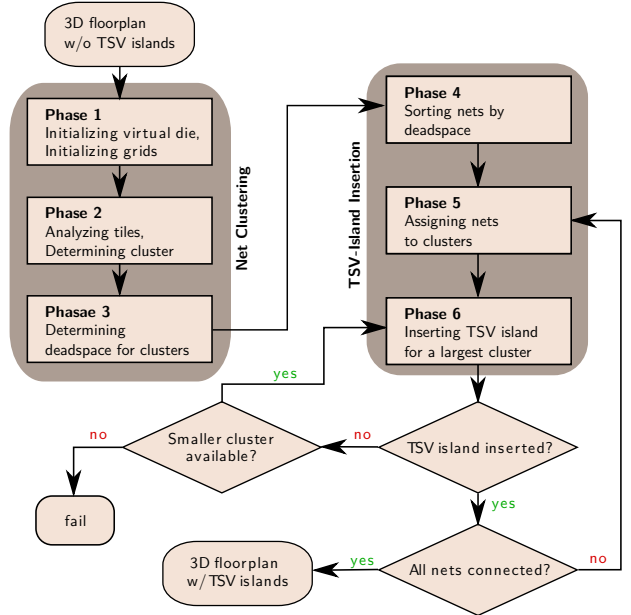 3D floorplan
w/o TSV islands
Phase 1
Initializing virtual die,
Initializing grids
Phase 2
Analyzing tiles,
Determining cluster
Phasae 3
Determining
deadspace for clusters
Net Clustering
Phase 4
Sorting nets by
deadspace
Phase 5
Assigning nets
to clusters
Phase 6
Inserting TSV island
for a largest cluster
TSV-Island Insertion
yes
no
Smaller cluster
available?
no
TSV island inserted?
fail
yes
3D floorplan
w/TSV islands
yes
All nets connected?
no